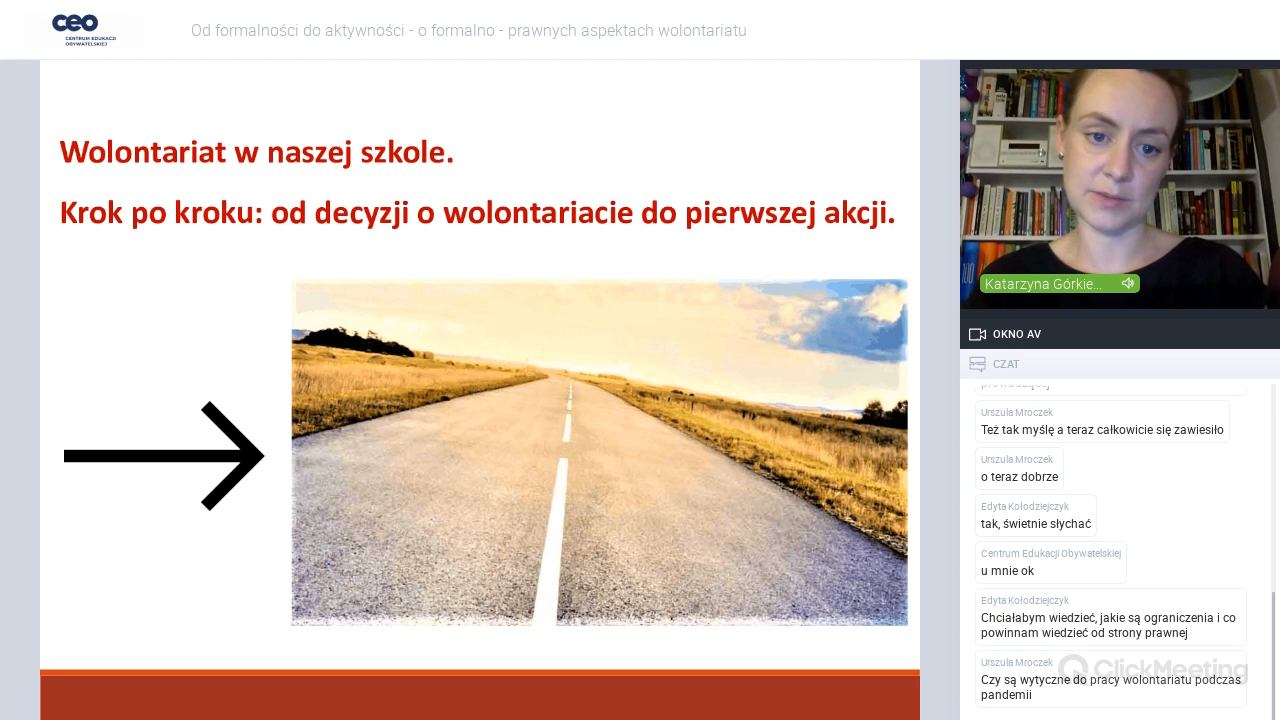 ceo
CENTRUM EDUKACJI
OBYWATELSKIEJ
Od formalności do aktywności - o formalno - prawnych aspektach wolontariatu
Wolontariat w naszej szkole.
Krok po kroku: od decyzji o wolontariacie do pierwszej akcji.
Katarzyna Górkie...
OKNO AV
CZAT
prowadzącej
Urszula Mroczek
Też tak myślę a teraz całkowicie się zawiesiło
Urszula Mroczek
o teraz dobrze
Edyta Kołodziejczyk
tak, świetnie słychać
Centrum Edukacji Obywatelskiej
u mnie ok
Edyta Kołodziejczyk
Chciałabym wiedzieć, jakie są ograniczenia i co
powinnam wiedzieć od strony prawnej
Urszula Mroczek
ClickMeeting
Czy są wytyczne do pracy wolontariatu podczas
pandemii